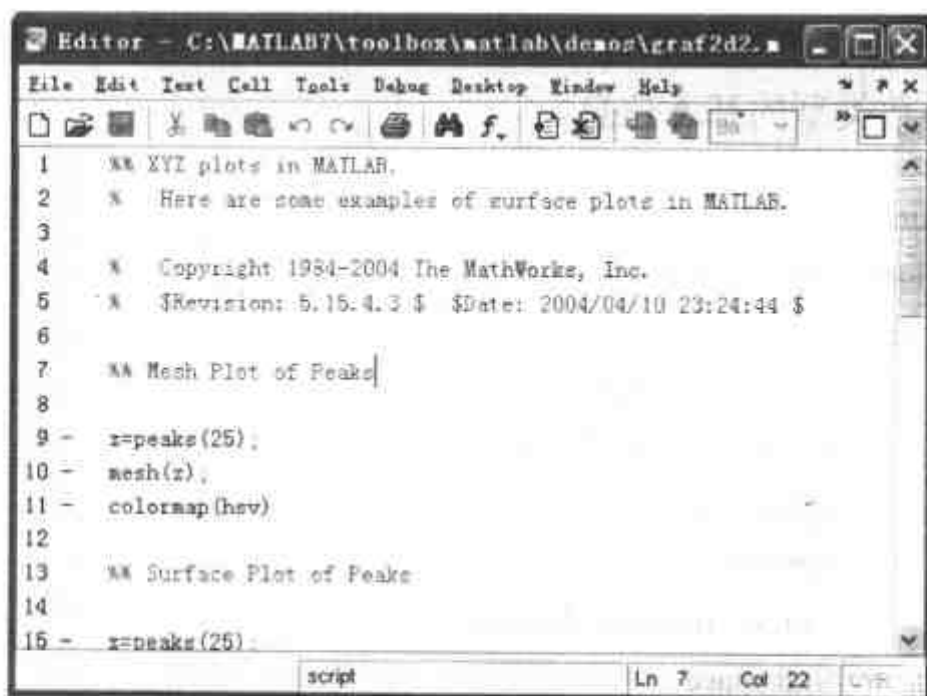 Editor - C:\MATLAB7\toolbox\matlab\demos\graf2d2.m
File Edit Text Cell Tools Debug Desktop Window Help
1 %% XYZ plots in MATLAB.
2 % Here are some examples of surface plots in MATLAB.
3
4 % Copyright 1984-2004 The MathWorks, Inc.
5 % $Revision: 5.15.4.3 $ $Date: 2004/04/10 23:24:44 $
6
7 %% Mesh Plot of Peaks
8
9 - z=peaks(25);
10 - mesh(z);
11 - colormap(hsv)
12
13 %% Surface Plot of Peaks
14
15 - z=peaks(25);
script Ln 7 Col 22 OVR